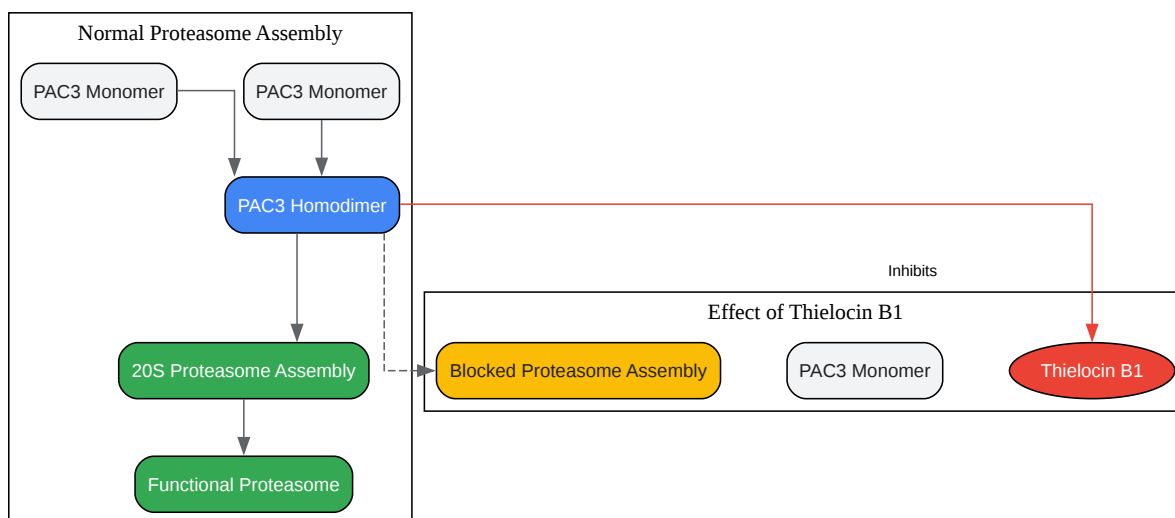 Normal Proteasome Assembly
PAC3 Monomer
PAC3 Monomer
PAC3 Homodimer
Inhibits
Effect of Thielocin B1
20S Proteasome Assembly
Blocked Proteasome Assembly
PAC3 Monomer
Thielocin B1
Functional Proteasome